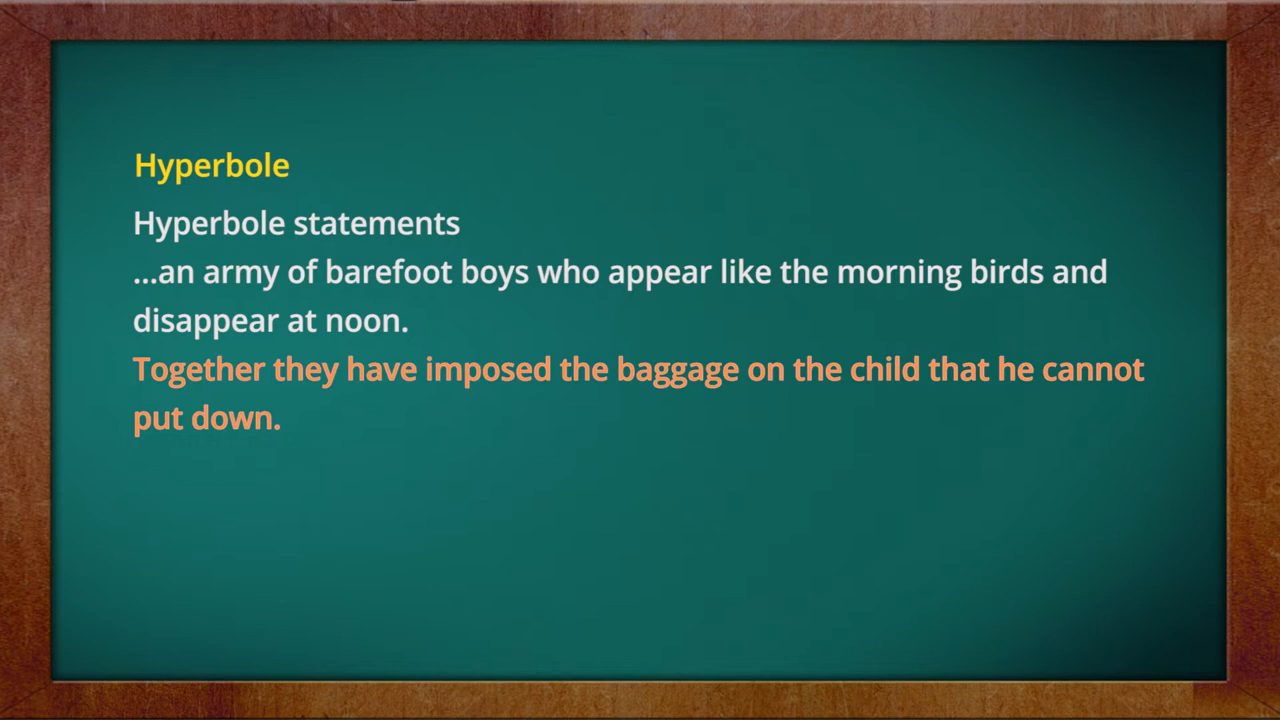 Hyperbole
Hyperbole statements
...an army of barefoot boys who appear like the morning birds and
disappear at noon.
Together they have imposed the baggage on the child that he cannot
put down.